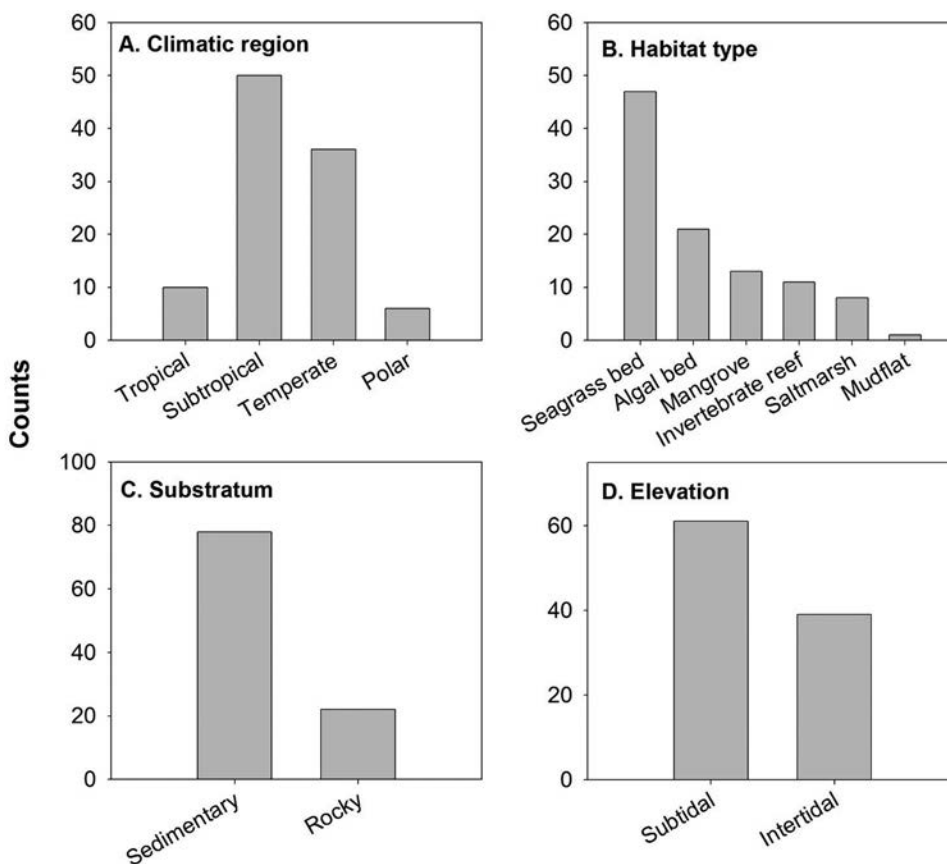 Counts
A. Climatic region
60
50
40
30
20
10
0
Tropical
Subtropical
Temperate
Polar
B. Habitat type
60
50
40
30
20
10
0
Seagrass bed
Algal bed
Mangrove
Invertebrate reef
Saltmarsh
Mudflat
C. Substratum
100
80
60
40
20
0
Sedimentary
Rocky
D. Elevation
60
40
20
0
Subtidal
Intertidal